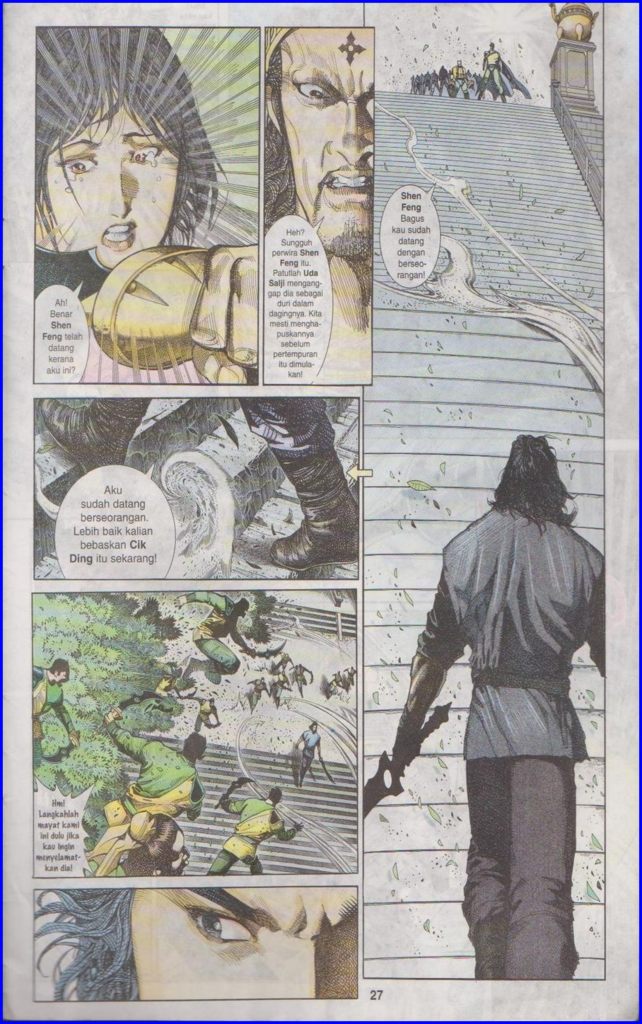 Ah!
Benar
Shen
Feng telah
datang
kerana
aku ini?
Heh?
Sungguh
perwira Shen
Feng itu.
Patutlah Uda
Salji mengang-
gap dia sebagai
duri dalam
dagingnya. Kita
mesti mengha-
puskannya
sebelum
pertempuran
itu dimula-
kan!
Shen
Feng
Bagus
kau sudah
datang
dengan
berseo-
rangan!
Aku
sudah datang
berseorangan.
Lebih baik kalian
bebaskan Cik
Ding itu sekarang!
Hm!
Langkahlah
mayat kami
ini dulu jika
kau ingin
menyelamat-
kan dia!
27